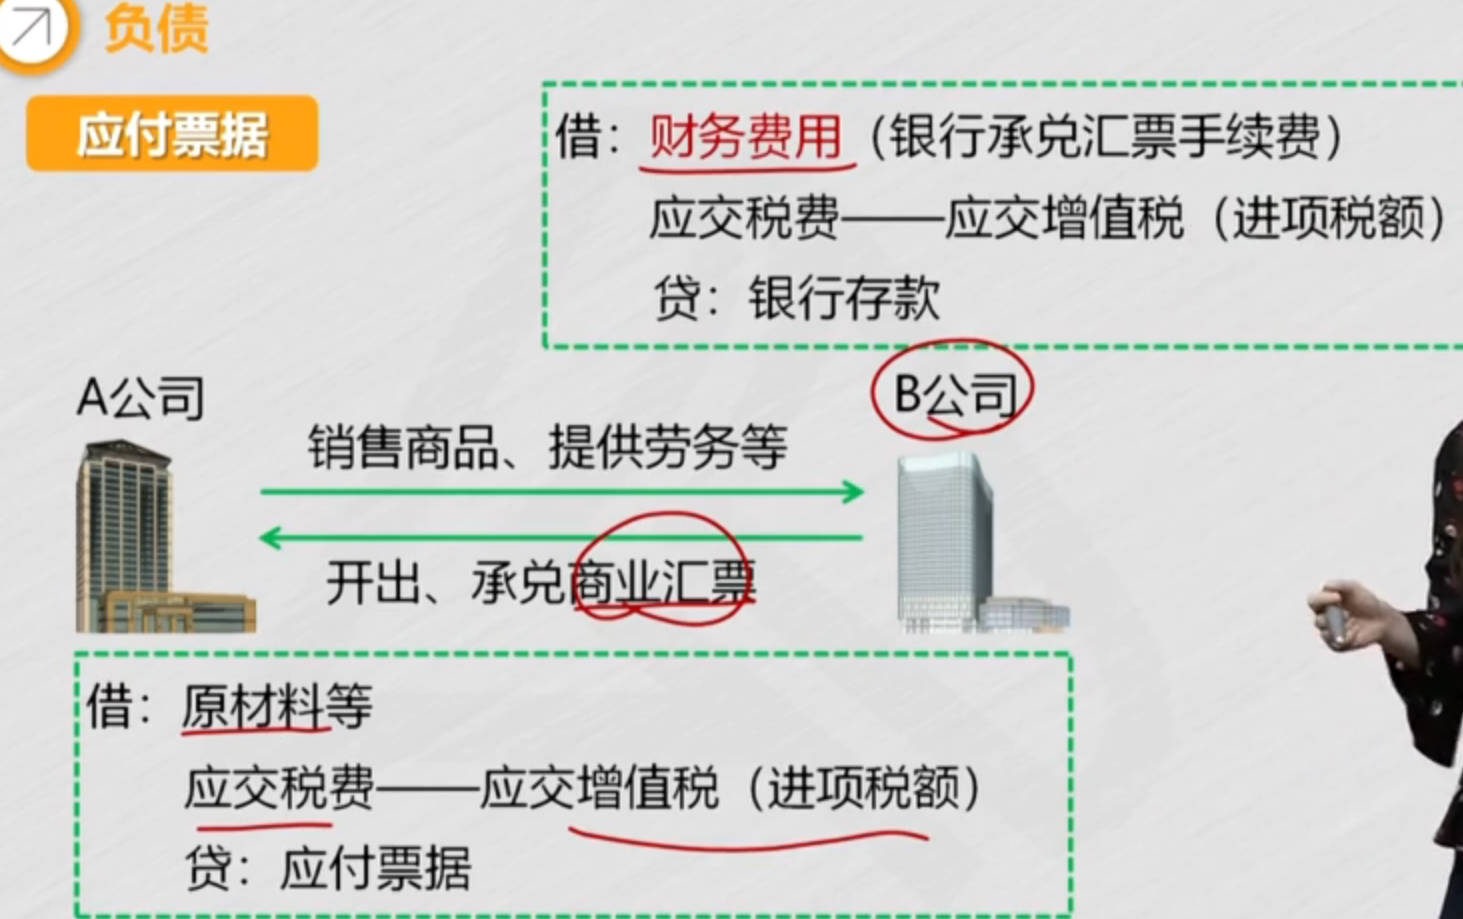 负债
应付票据
借：财务费用（银行承兑汇票手续费）
应交税费——应交增值税（进项税额）
贷：银行存款
A公司
B公司
销售商品、提供劳务等
开出、承兑商业汇票
借：原材料等
应交税费——应交增值税（进项税额）
贷：应付票据